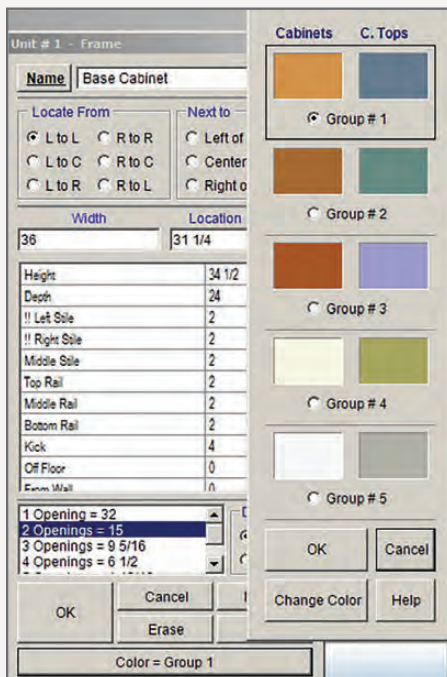 Unit # 1 - Frame
Name Base Cabinet
Locate From
L to L R to R
L to C R to C
L to R R to L
Next to
Left of
Center
Right o
Width Location
36 31 1/4
Height 34 1/2
Depth 24
!! Left Stile 2
!! Right Stile 2
Middle Stile 2
Top Rail 2
Middle Rail 2
Bottom Rail 2
Kick 4
Off Floor 0
From Wall 0
1 Opening = 32
2 Openings = 15
3 Openings = 9 5/16
4 Openings = 6 1/2
OK
Cancel
Erase
Color = Group 1
Cabinets C. Tops
Group # 1
Group # 2
Group # 3
Group # 4
Group # 5
OK Cancel
Change Color Help